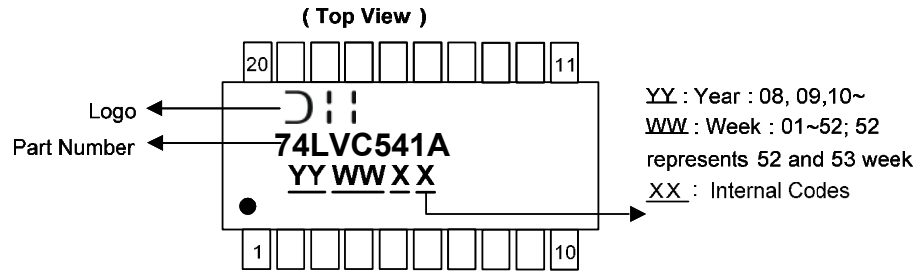 ( Top View )
20 11
Logo
Part Number
74LVC541A
YY WW X X
1 10
YY : Year : 08, 09,10~
WW : Week : 01~52; 52
represents 52 and 53 week
XX : Internal Codes